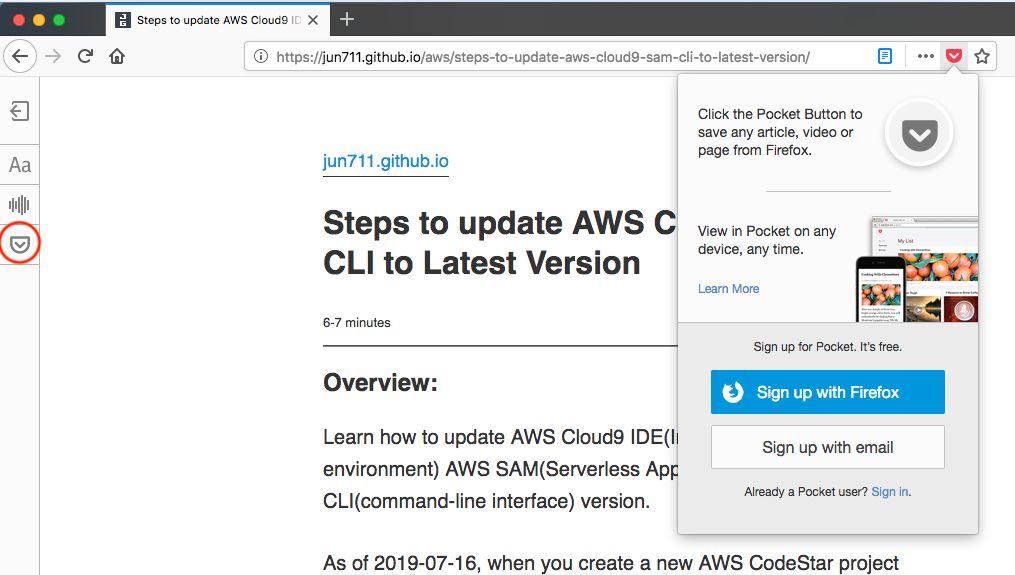 Steps to update AWS Cloud9 ID
https://jun711.github.io/aws/steps-to-update-aws-cloud9-sam-cli-to-latest-version/
Aa
jun711.github.io
Steps to update AWS C
CLI to Latest Version
6-7 minutes
Overview:
Learn how to update AWS Cloud9 IDE(I
environment) AWS SAM(Serverless App
CLI(command-line interface) version.
As of 2019-07-16, when you create a new AWS CodeStar project
Click the Pocket Button to
save any article, video or
page from Firefox.
View in Pocket on any
device, any time.
Learn More
My List
Sign up for Pocket. It's free.
Sign up with Firefox
Sign up with email
Already a Pocket user? Sign in.